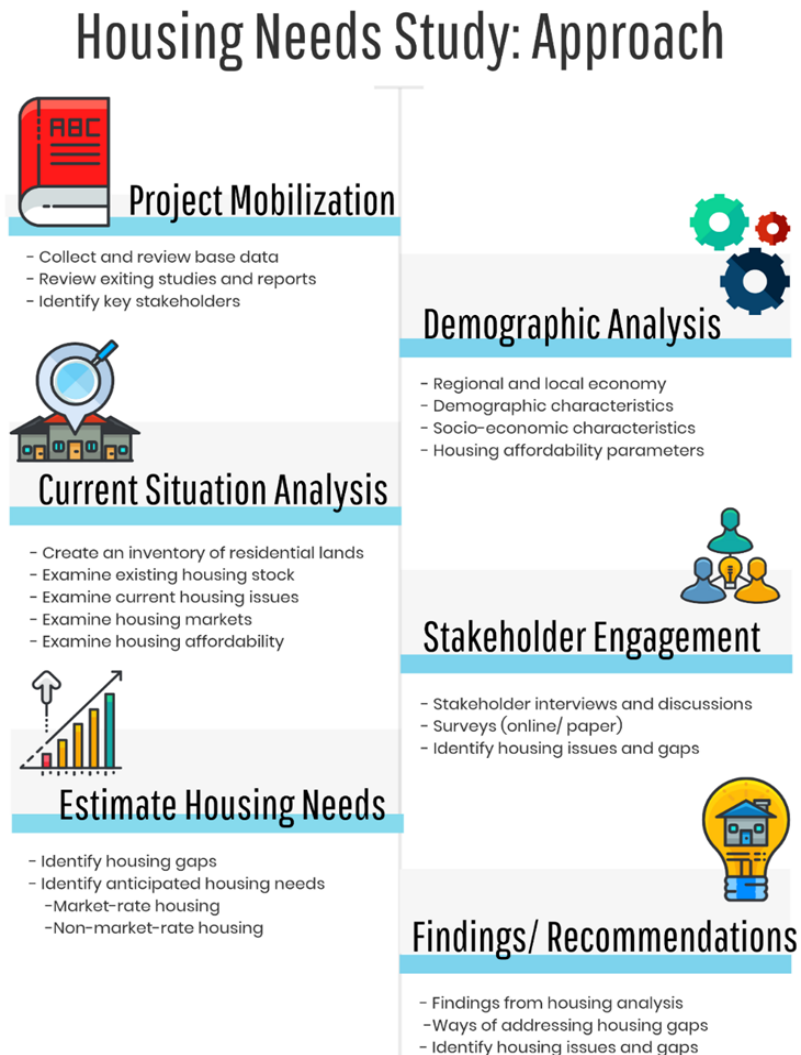 Housing Needs Study: Approach
ABC
Project Mobilization
- Collect and review base data
- Review exiting studies and reports
- Identify key stakeholders
Demographic Analysis
- Regional and local economy
- Demographic characteristics
- Socio-economic characteristics
- Housing affordability parameters
Current Situation Analysis
- Create an inventory of residential lands
- Examine existing housing stock
- Examine current housing issues
- Examine housing markets
- Examine housing affordability
Stakeholder Engagement
- Stakeholder interviews and discussions
- Surveys (online/ paper)
- Identify housing issues and gaps
Estimate Housing Needs
- Identify housing gaps
- Identify anticipated housing needs
-Market-rate housing
-Non-market-rate housing
Findings/ Recommendations
- Findings from housing analysis
-Ways of addressing housing gaps
- Identify housing issues and gaps